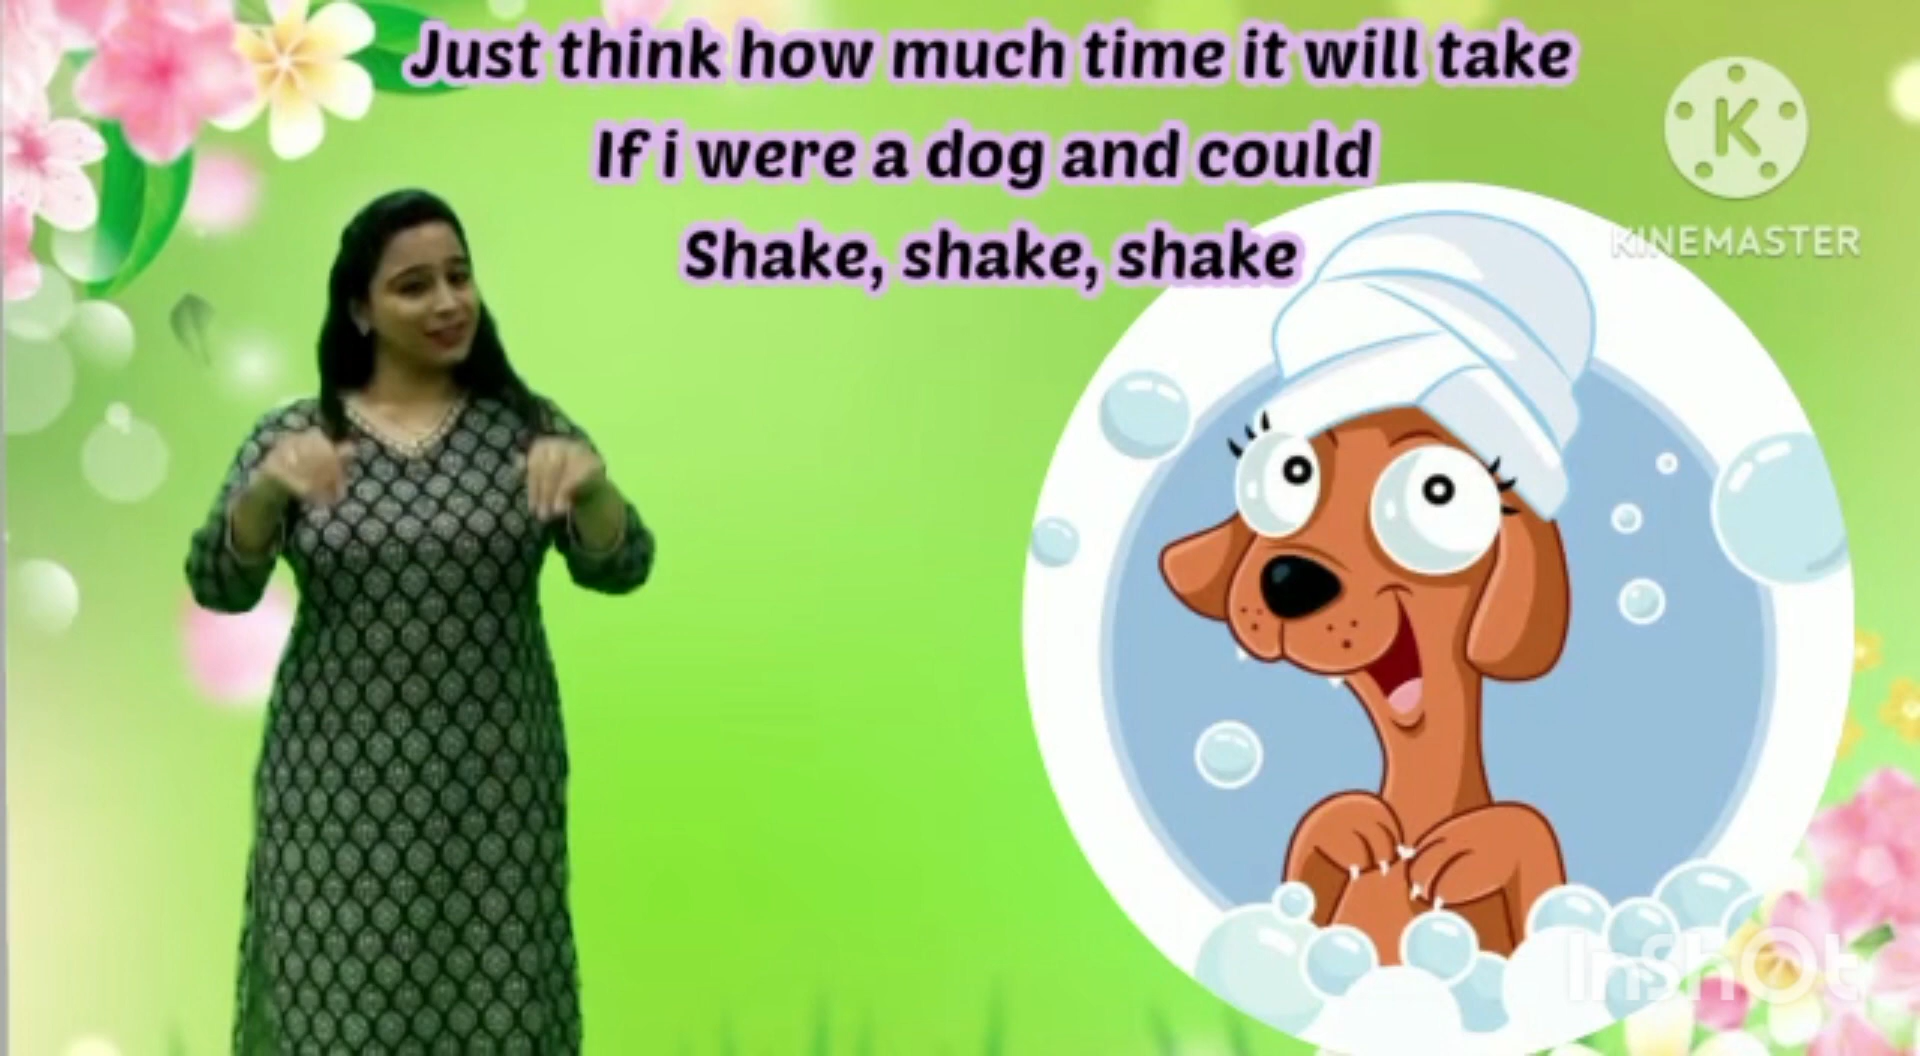 Just think how much time it will take
If i were a dog and could
Shake, shake, shake
K
KINEMASTER
InShOt